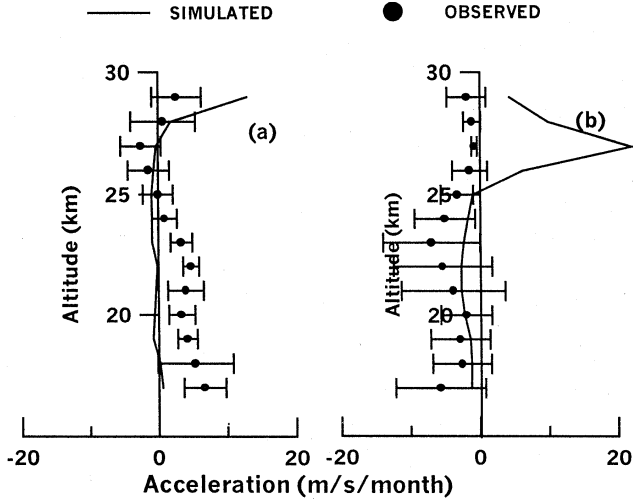 SIMULATED
OBSERVED
30
30
(a)
(b)
25
25
Altitude (km)
Altitude (km)
20
20
-20 0 20
-20 0 20
Acceleration (m/s/month)